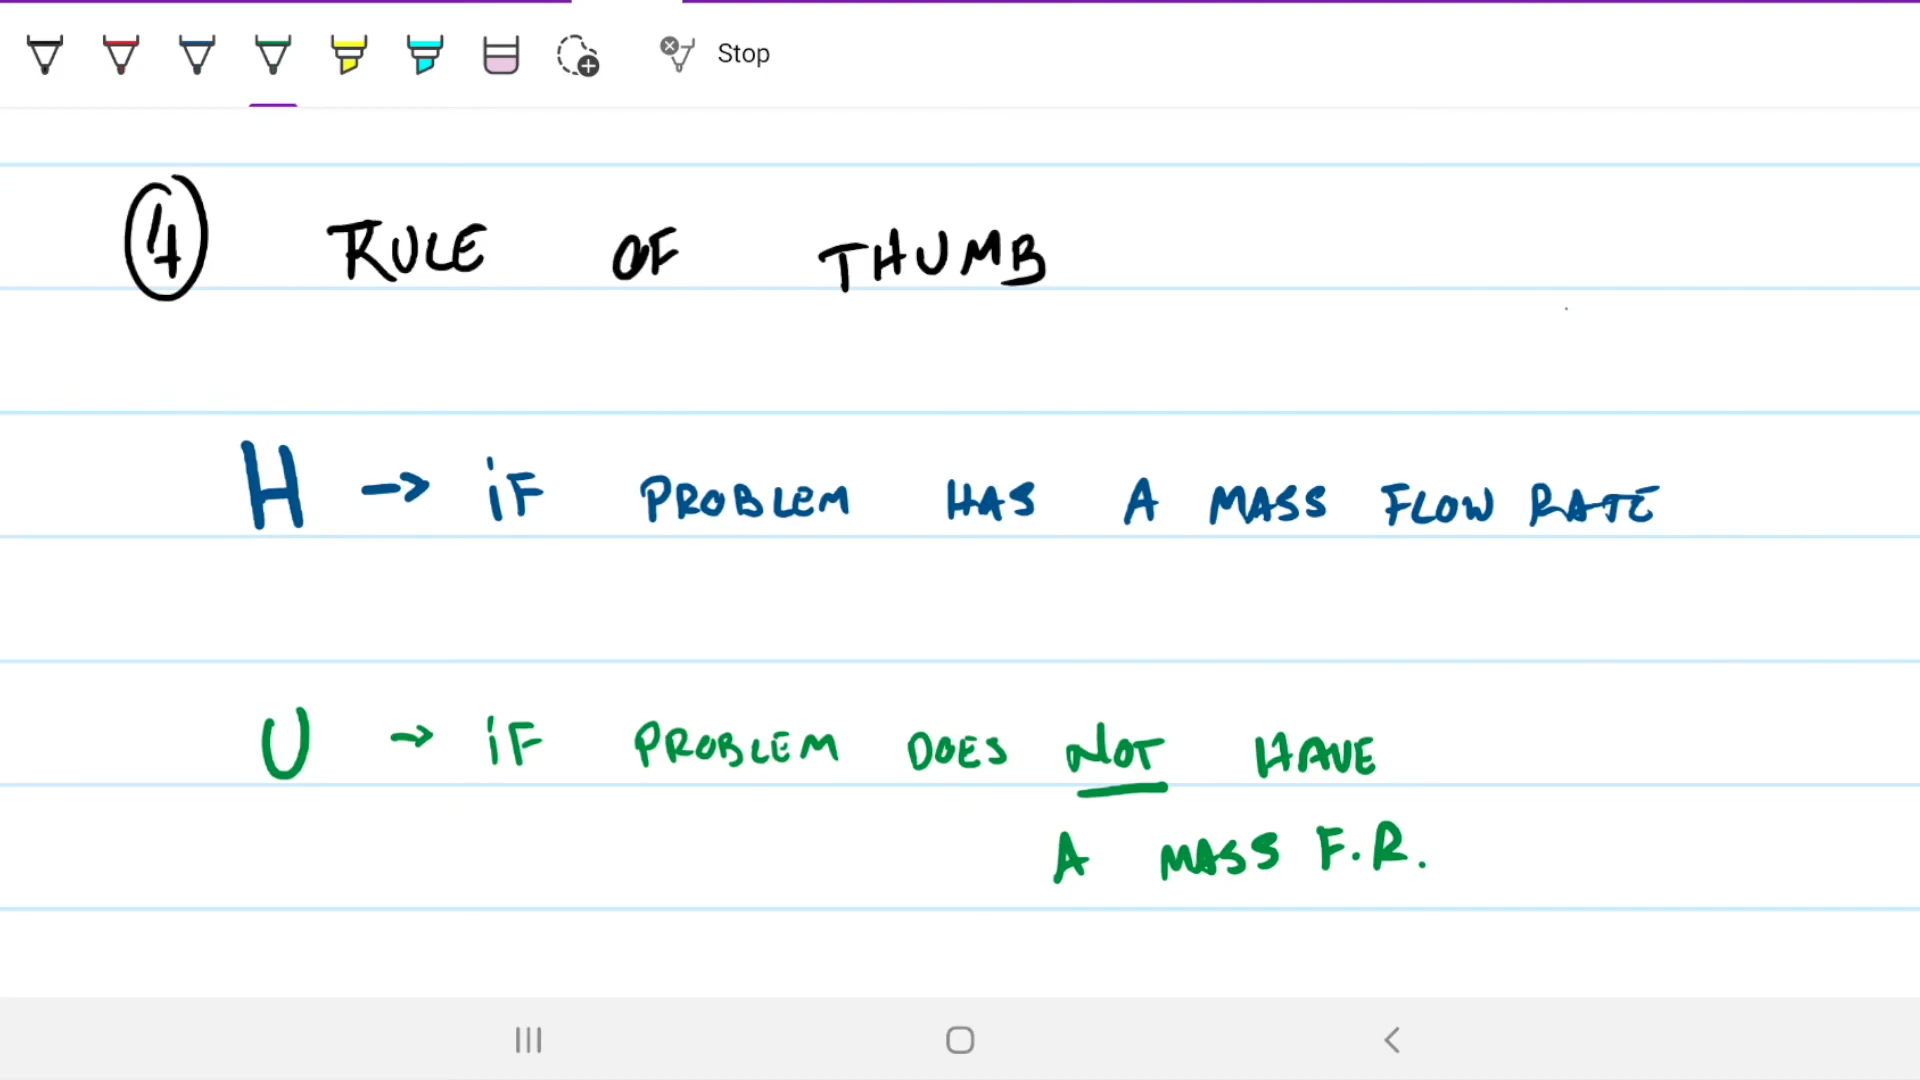 Stop
④ RULE OF THUMB
H → iF PROBLEM HAS A MASS FLOW RATE
U → iF PROBLEM DOES NOT HAVE
A MASS F.R.